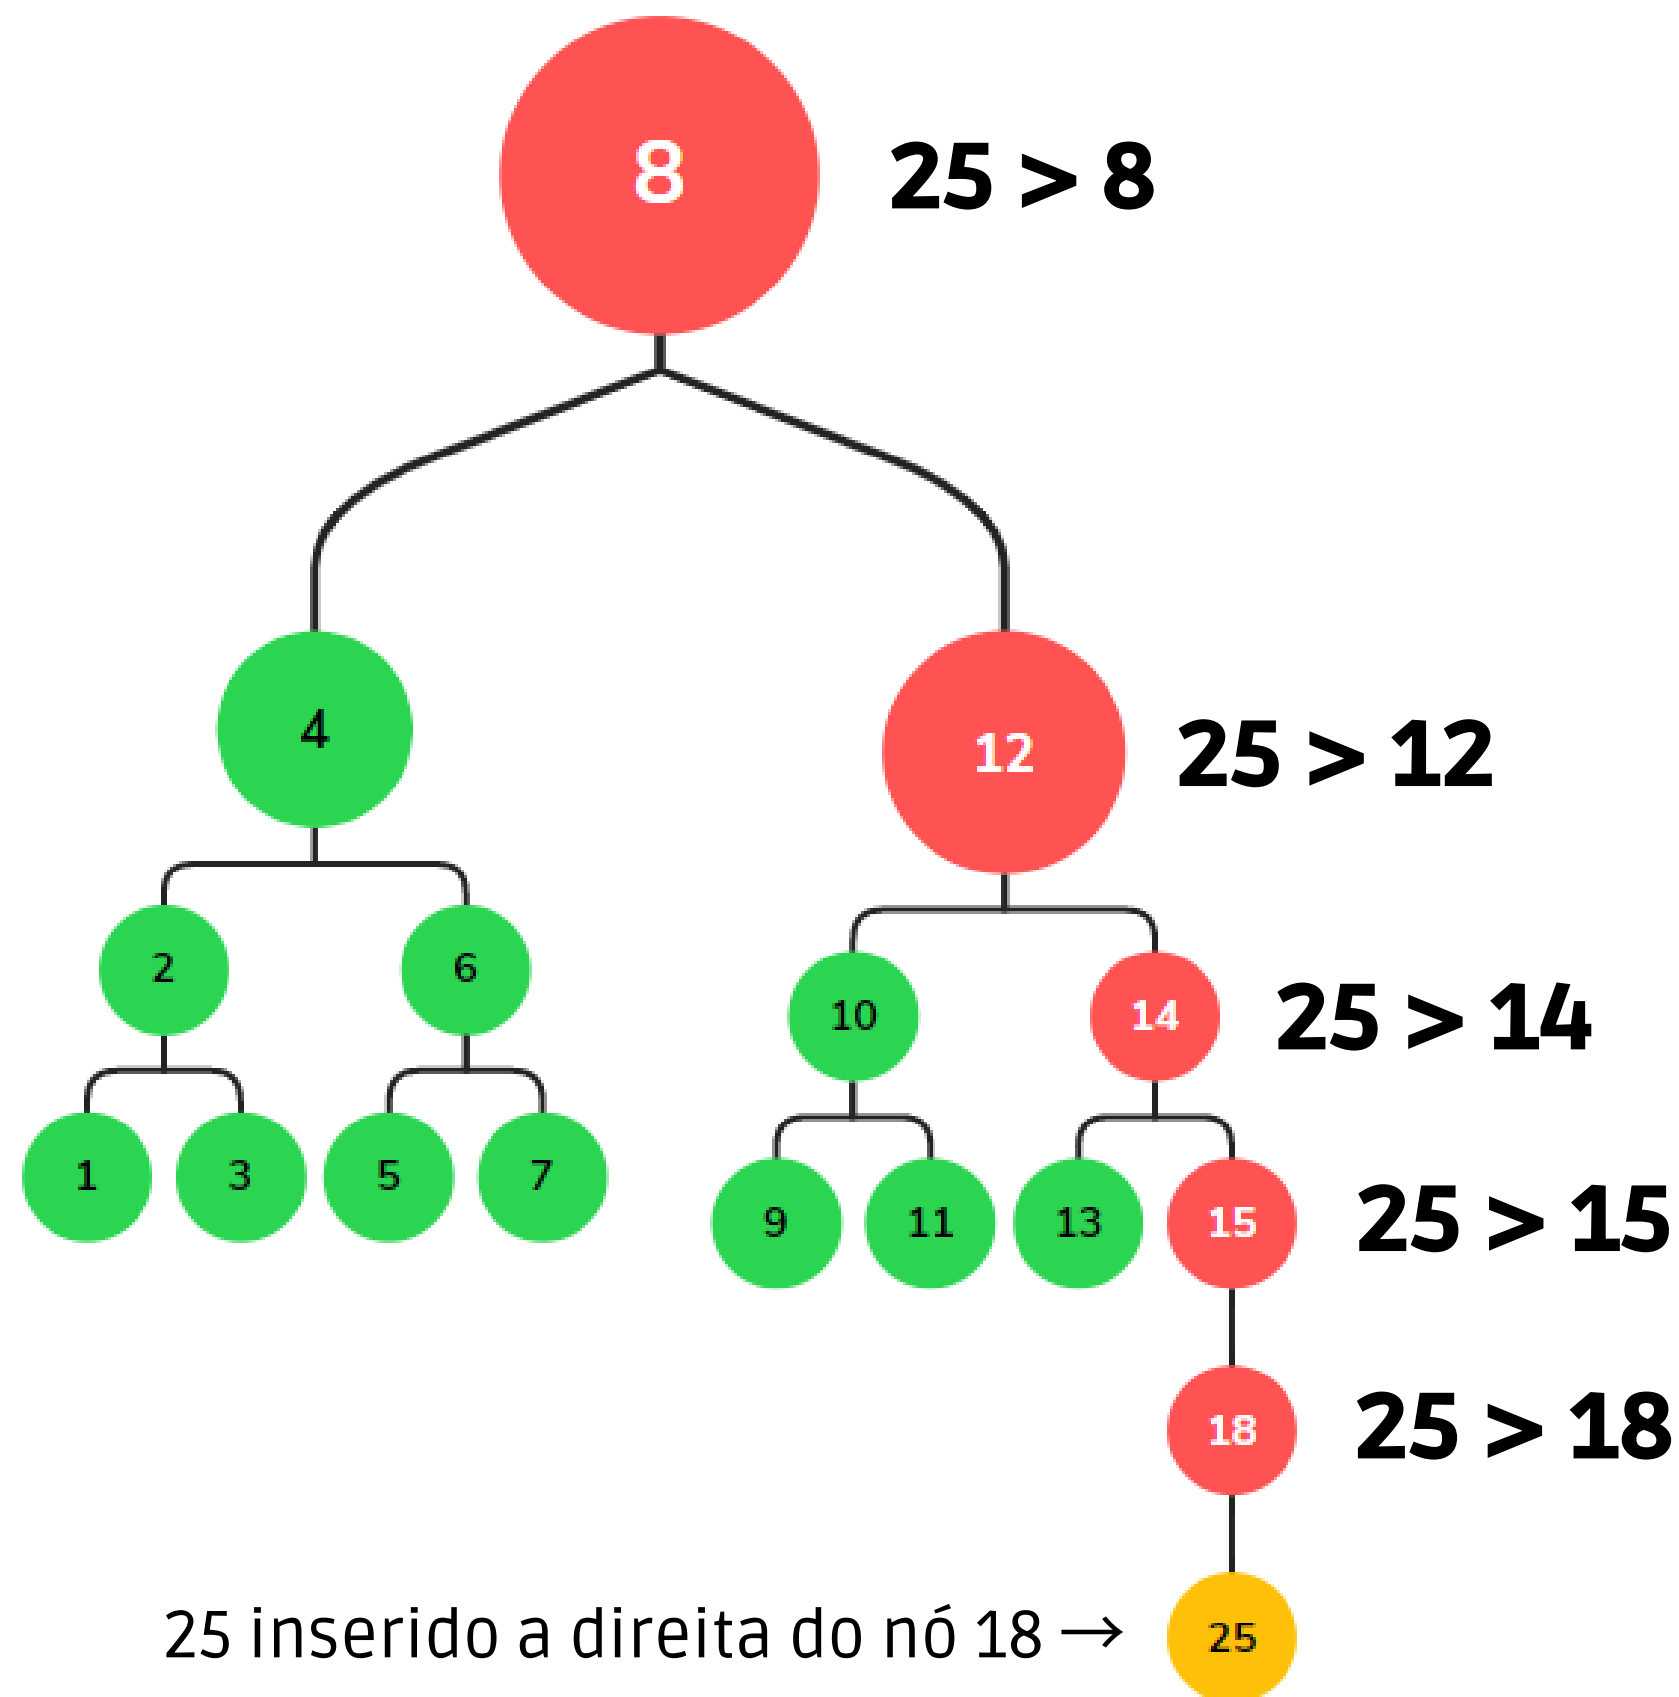 8 25 > 8
4 12 25 > 12
2 6 10 14 25 > 14
1 3 5 7 9 11 13 15 25 > 15
18 25 > 18
25 inserido a direita do nó 18 → 25